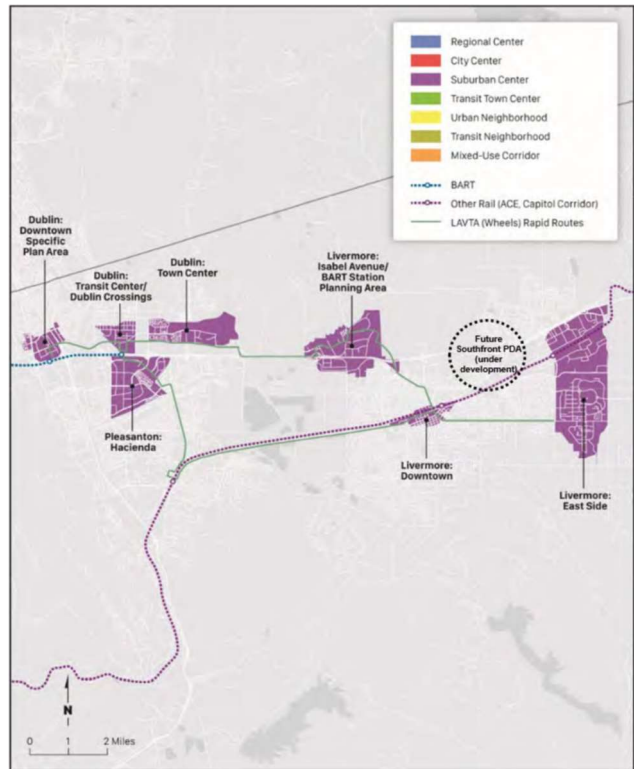 Regional Center
City Center
Suburban Center
Transit Town Center
Urban Neighborhood
Transit Neighborhood
Mixed-Use Corridor
BART
Other Rail (ACE, Capitol Corridor)
LAVTA (Wheels) Rapid Routes
Dublin:
Downtown
Specific
Plan Area
Dublin:
Transit Center/
Dublin Crossings
Dublin:
Town Center
Livermore:
Isabel Avenue/
BART Station
Planning Area
Future
Southfront PDA
(under
development)
Pleasanton:
Hacienda
Livermore:
Downtown
Livermore:
East Side
N
0 1 2 Miles